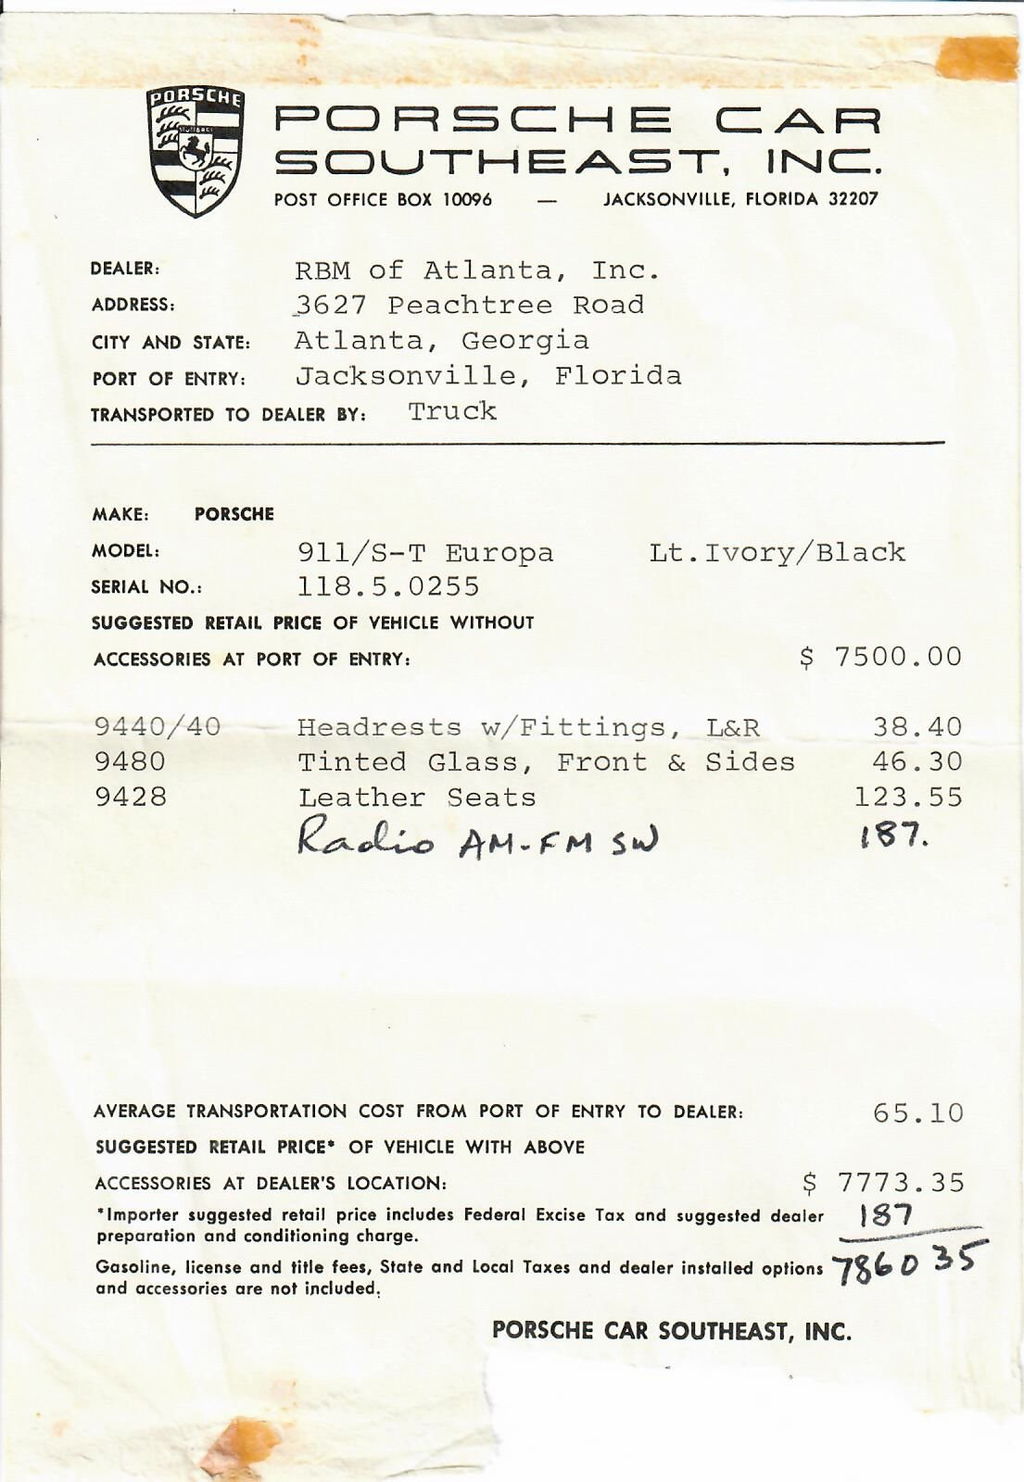 PORSCHE
PORSCHE CAR
SOUTHEAST, INC.
POST OFFICE BOX 10096 — JACKSONVILLE, FLORIDA 32207
DEALER: RBM of Atlanta, Inc.
ADDRESS: 3627 Peachtree Road
CITY AND STATE: Atlanta, Georgia
PORT OF ENTRY: Jacksonville, Florida
TRANSPORTED TO DEALER BY: Truck
MAKE: PORSCHE
MODEL: 911/S-T Europa Lt.Ivory/Black
SERIAL NO.: 118.5.0255
SUGGESTED RETAIL PRICE OF VEHICLE WITHOUT
ACCESSORIES AT PORT OF ENTRY: $ 7500.00
9440/40 Headrests w/Fittings, L&R 38.40
9480 Tinted Glass, Front & Sides 46.30
9428 Leather Seats 123.55
Radio AM-FM SW 187.
AVERAGE TRANSPORTATION COST FROM PORT OF ENTRY TO DEALER: 65.10
SUGGESTED RETAIL PRICE* OF VEHICLE WITH ABOVE
ACCESSORIES AT DEALER'S LOCATION: $ 7773.35
*Importer suggested retail price includes Federal Excise Tax and suggested dealer 187
preparation and conditioning charge.
Gasoline, license and title fees, State and Local Taxes and dealer installed options 7860 35
and accessories are not included.
PORSCHE CAR SOUTHEAST, INC.